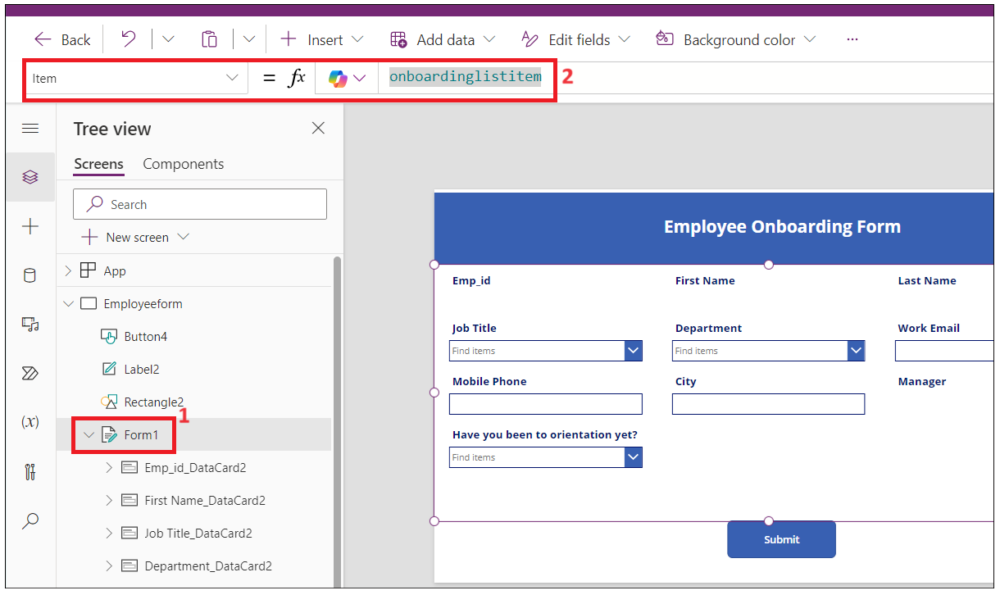 Back Insert Add data Edit fields Background color ...
Item = fx onboardinglistitem 2
Tree view
Screens Components
Search
New screen
App
Employeeform
Button4
Label2
Rectangle2
1
Form1
Emp_id_DataCard2
First Name_DataCard2
Job Title_DataCard2
Department_DataCard2
(x)
Employee Onboarding Form
Emp_id First Name Last Name
Job Title Department Work Email
Find items Find items
Mobile Phone City Manager
Have you been to orientation yet?
Find items
Submit